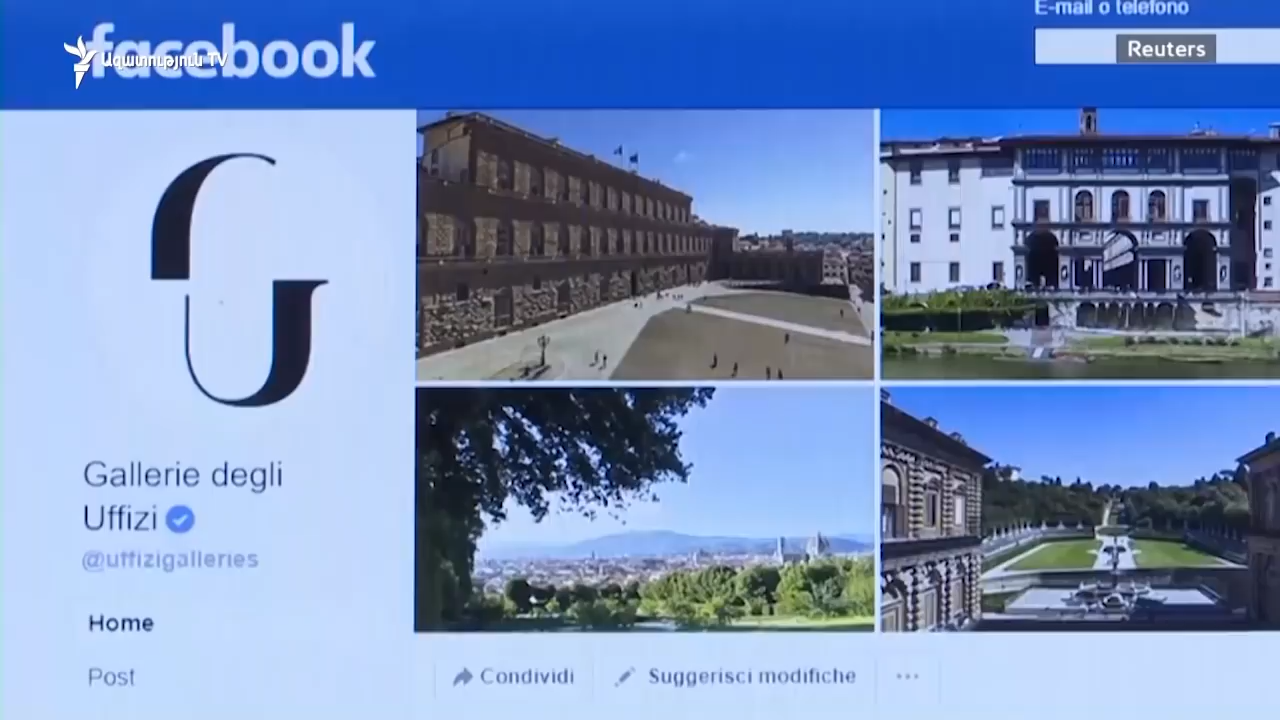 facebook
Ազատություն TV
E-mail o telefono
Reuters
Gallerie degli
Uffizi
@uffizigalleries
Home
Post
Condividi
Suggerisci modifiche